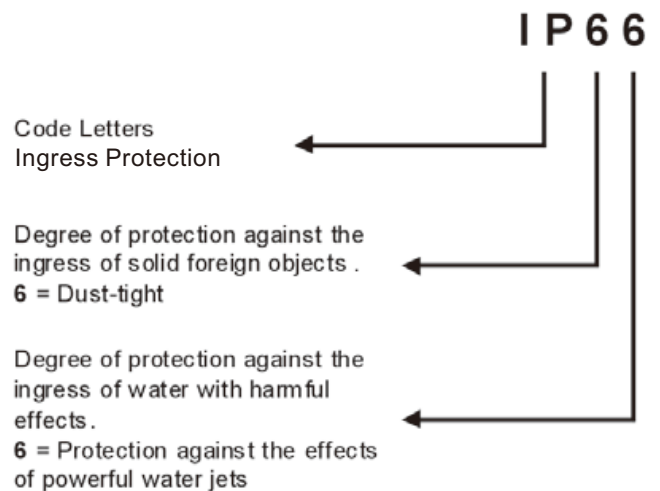 IP66
Code Letters
Ingress Protection
Degree of protection against the
ingress of solid foreign objects .
6 = Dust-tight
Degree of protection against the
ingress of water with harmful
effects.
6 = Protection against the effects
of powerful water jets